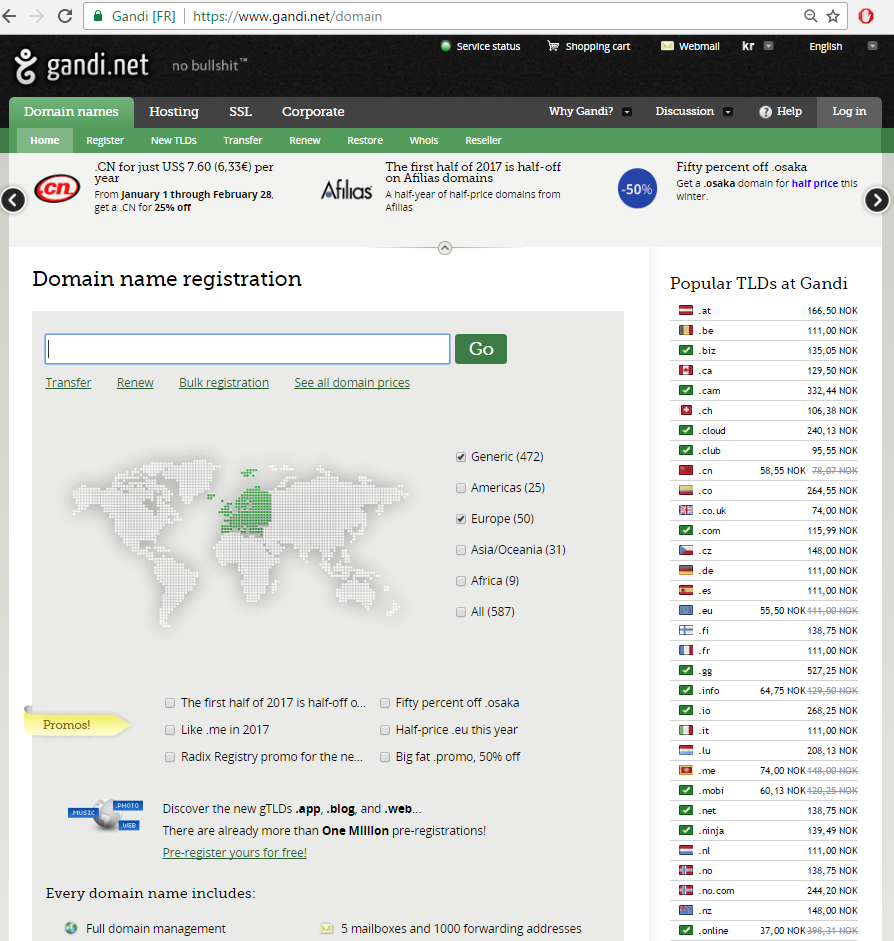 Gandi [FR] https://www.gandi.net/domain
Service status Shopping cart Webmail kr English
gandi.net no bullshit™
Domain names Hosting SSL Corporate Why Gandi? Discussion Help Log in
Home Register New TLDs Transfer Renew Restore Whois Reseller
.cn
.CN for just US$ 7.60 (6,33€) per
year
From January 1 through February 28,
get a .CN for 25% off
Afilias
The first half of 2017 is half-off
on Afilias domains
A half-year of half-price domains from
Afilias
-50%
Fifty percent off .osaka
Get a .osaka domain for half price this
winter.
Domain name registration
Go
Transfer Renew Bulk registration See all domain prices
Generic (472)
Americas (25)
Europe (50)
Asia/Oceania (31)
Africa (9)
All (587)
Promos!
The first half of 2017 is half-off o... Fifty percent off .osaka
Like .me in 2017 Half-price .eu this year
Radix Registry promo for the ne... Big fat .promo, 50% off
.MUSIC .PHOTO .WEB
Discover the new gTLDs .app, .blog, and .web...
There are already more than One Million pre-registrations!
Pre-register yours for free!
Every domain name includes:
Full domain management 5 mailboxes and 1000 forwarding addresses
Popular TLDs at Gandi
.at 166,50 NOK
.be 111,00 NOK
.biz 135,05 NOK
.ca 129,50 NOK
.cam 332,44 NOK
.ch 106,38 NOK
.cloud 240,13 NOK
.club 95,55 NOK
.cn 58,55 NOK 78,07 NOK
.co 264,55 NOK
.co.uk 74,00 NOK
.com 115,99 NOK
.cz 148,00 NOK
.de 111,00 NOK
.es 111,00 NOK
.eu 55,50 NOK 111,00 NOK
.fi 138,75 NOK
.fr 111,00 NOK
.gg 527,25 NOK
.info 64,75 NOK 129,50 NOK
.io 268,25 NOK
.it 111,00 NOK
.lu 208,13 NOK
.me 74,00 NOK 148,00 NOK
.mobi 60,13 NOK 120,25 NOK
.net 138,75 NOK
.ninja 139,49 NOK
.nl 111,00 NOK
.no 138,75 NOK
.no.com 244,20 NOK
.nz 148,00 NOK
.online 37,00 NOK 398,31 NOK